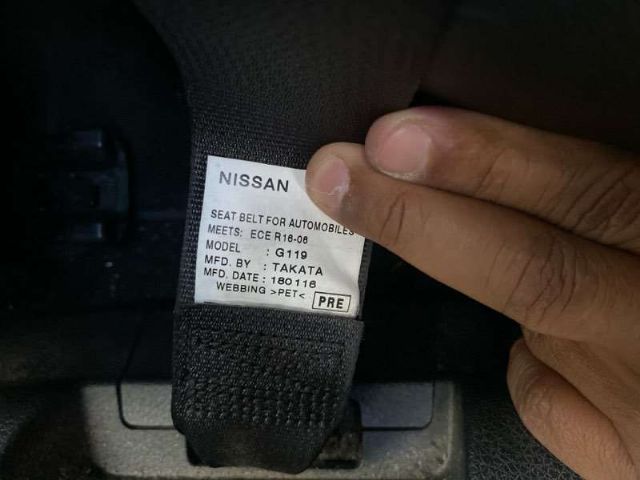 NISSAN
SEAT BELT FOR AUTOMOBILES
MEETS: ECE R16-06
MODEL : G119
MFD. BY : TAKATA
MFD. DATE : 160116
WEBBING >PET<
PRE